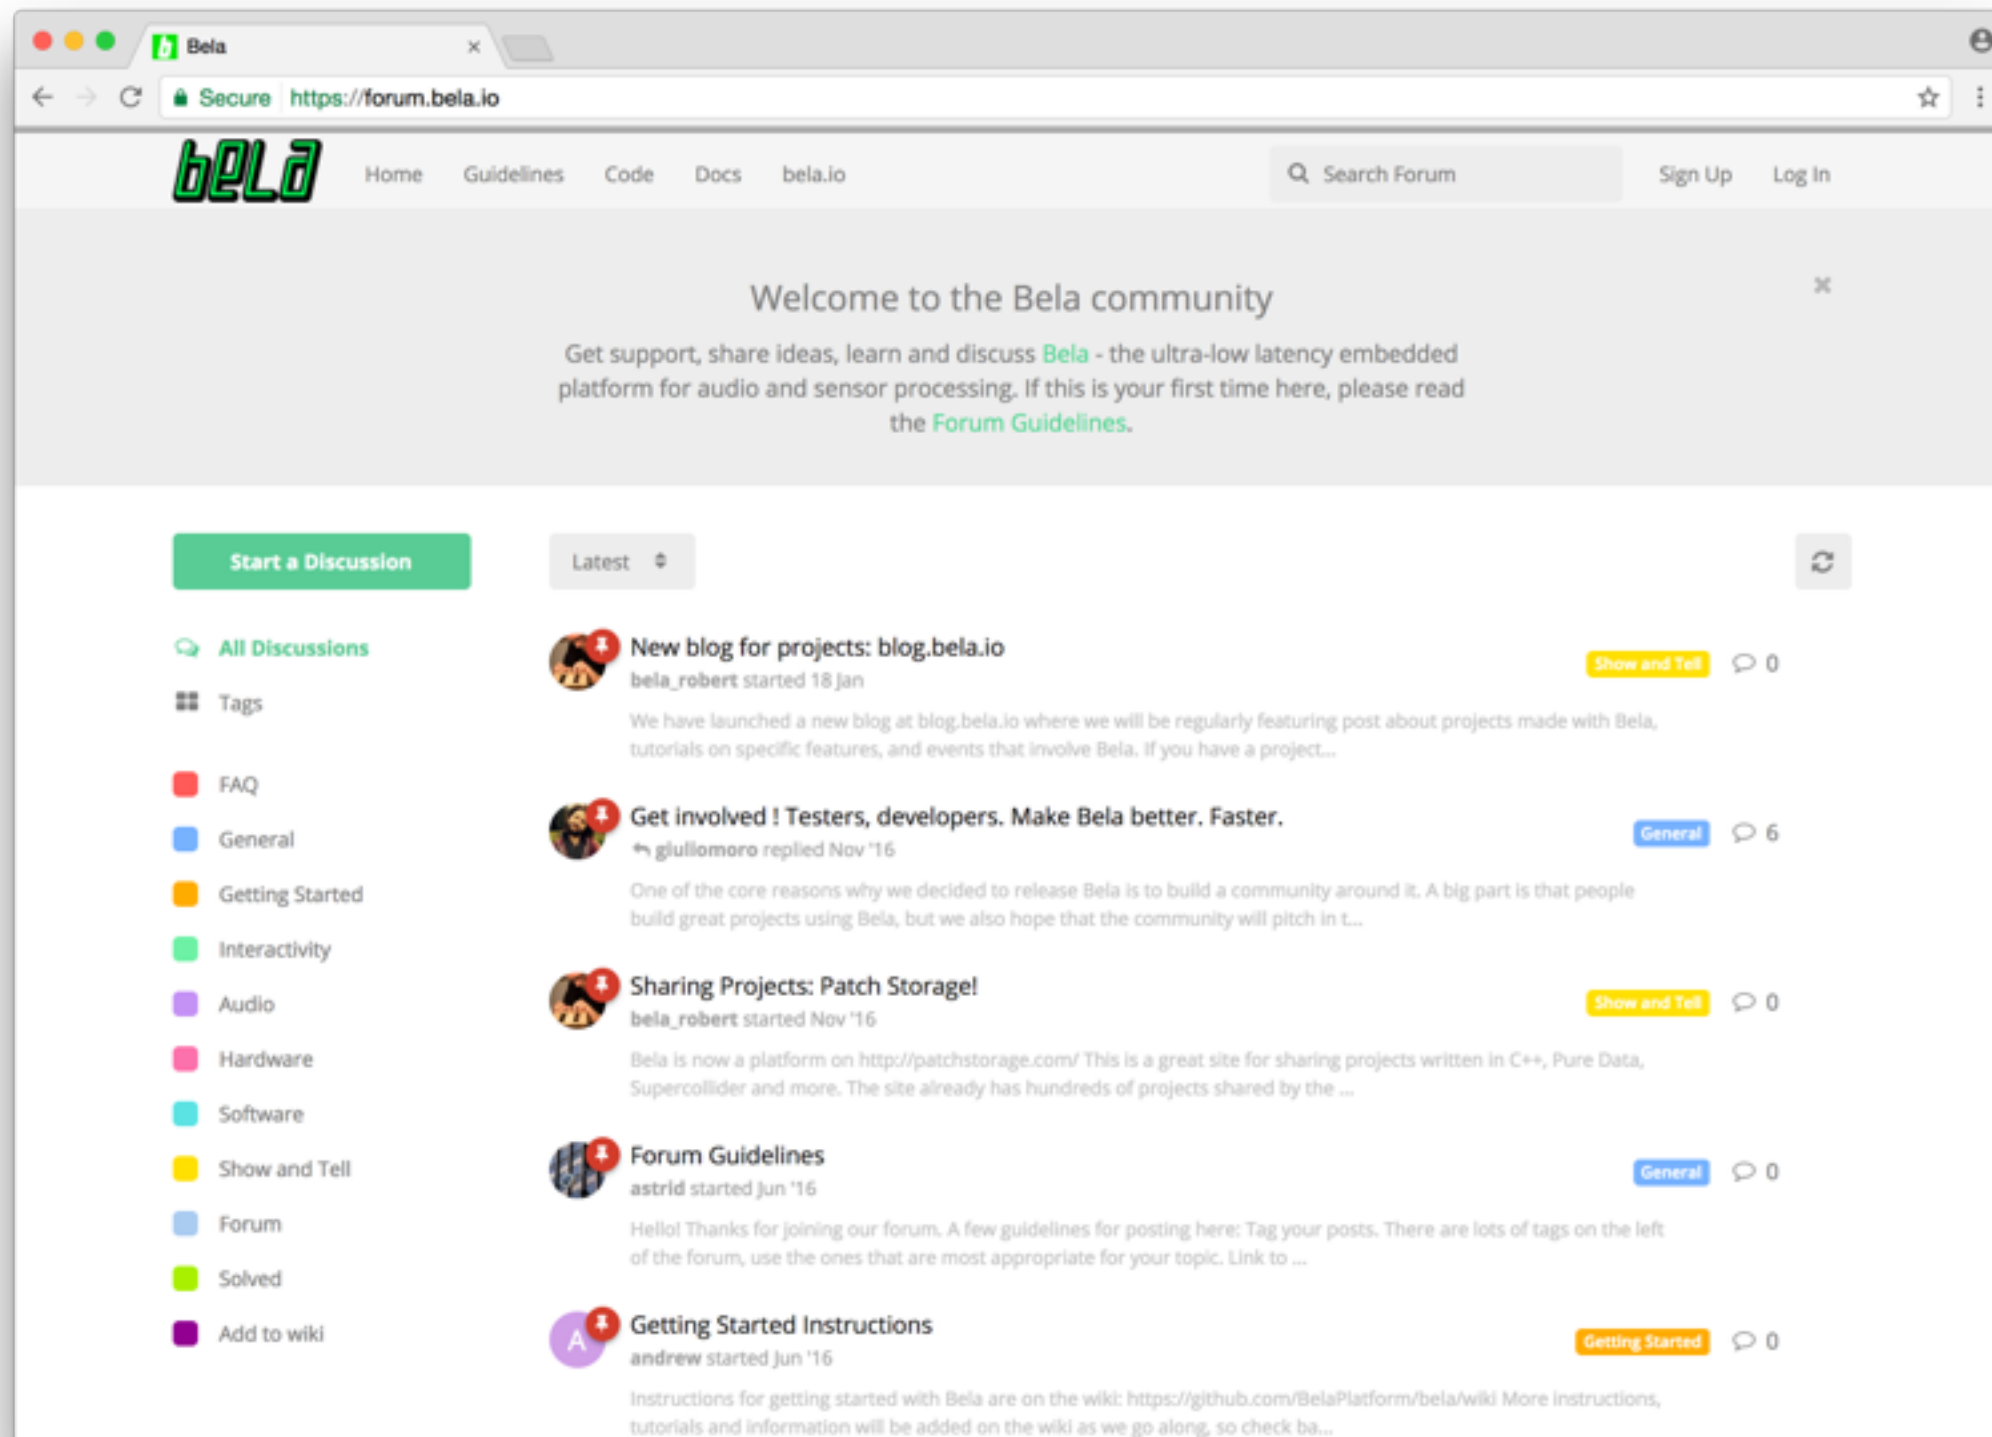 Bela
Secure https://forum.bela.io
bela Home Guidelines Code Docs bela.io Search Forum Sign Up Log In
Welcome to the Bela community
Get support, share ideas, learn and discuss Bela - the ultra-low latency embedded
platform for audio and sensor processing. If this is your first time here, please read
the Forum Guidelines.
Start a Discussion
Latest
All Discussions
Tags
FAQ
General
Getting Started
Interactivity
Audio
Hardware
Software
Show and Tell
Forum
Solved
Add to wiki
New blog for projects: blog.bela.io
Show and Tell 0
bela_robert started 18 Jan
We have launched a new blog at blog.bela.io where we will be regularly featuring post about projects made with Bela,
tutorials on specific features, and events that involve Bela. If you have a project...
Get involved ! Testers, developers. Make Bela better. Faster.
General 6
giuliomoro replied Nov '16
One of the core reasons why we decided to release Bela is to build a community around it. A big part is that people
build great projects using Bela, but we also hope that the community will pitch in t...
Sharing Projects: Patch Storage!
Show and Tell 0
bela_robert started Nov '16
Bela is now a platform on http://patchstorage.com/ This is a great site for sharing projects written in C++, Pure Data,
Supercollider and more. The site already has hundreds of projects shared by the ...
Forum Guidelines
General 0
astrid started Jun '16
Hello! Thanks for joining our forum. A few guidelines for posting here: Tag your posts. There are lots of tags on the left
of the forum, use the ones that are most appropriate for your topic. Link to ...
A
Getting Started Instructions
Getting Started 0
andrew started Jun '16
Instructions for getting started with Bela are on the wiki: https://github.com/BelaPlatform/bela/wiki More instructions,
tutorials and information will be added on the wiki as we go along, so check ba...